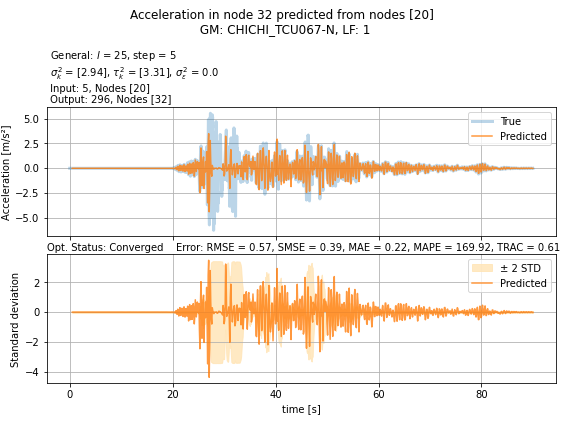 Acceleration in node 32 predicted from nodes [20]
GM: CHICHI_TCU067-N, LF: 1
General: l = 25, step = 5
σ²ₖ = [2.94], τ²ₖ = [3.31], σ²ε = 0.0
Input: 5, Nodes [20]
Output: 296, Nodes [32]
Acceleration [m/s²]
5.0
2.5
0.0
−2.5
−5.0
True
Predicted
Opt. Status: Converged Error: RMSE = 0.57, SMSE = 0.39, MAE = 0.22, MAPE = 169.92, TRAC = 0.61
Standard deviation
2
0
−2
−4
± 2 STD
Predicted
0 20 40 60 80
time [s]